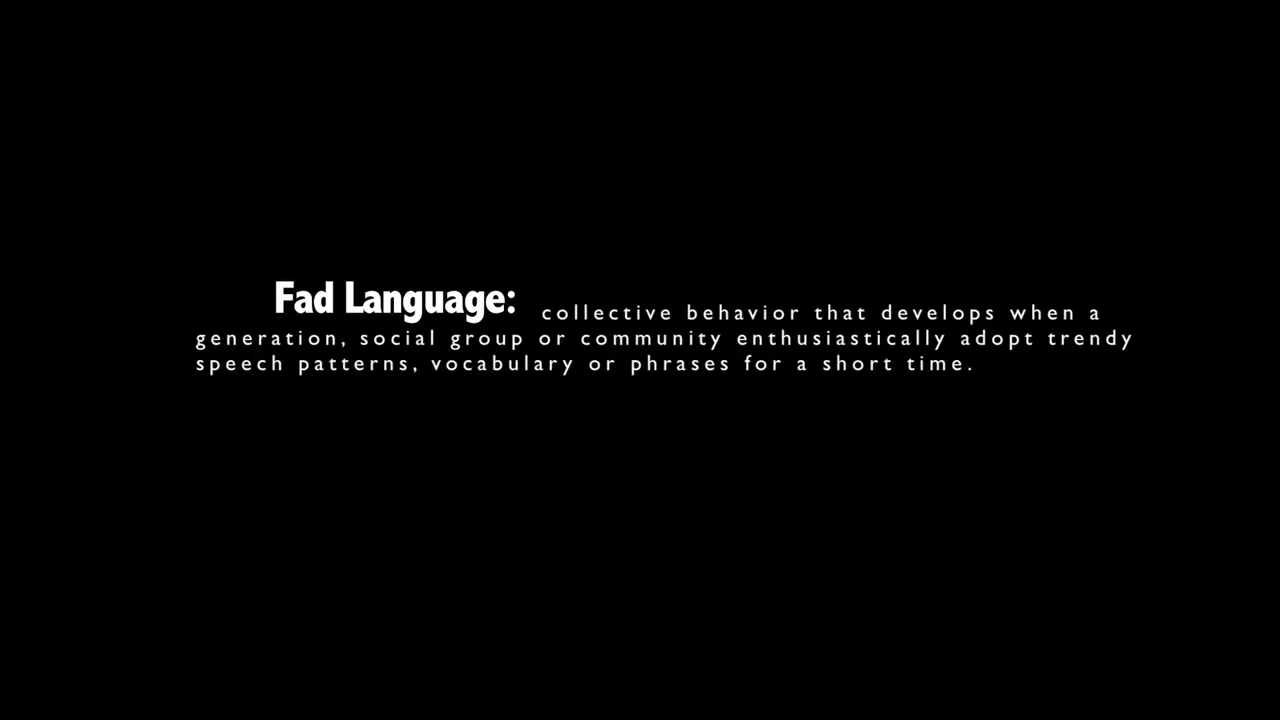 Fad Language: collective behavior that develops when a
generation, social group or community enthusiastically adopt trendy
speech patterns, vocabulary or phrases for a short time.